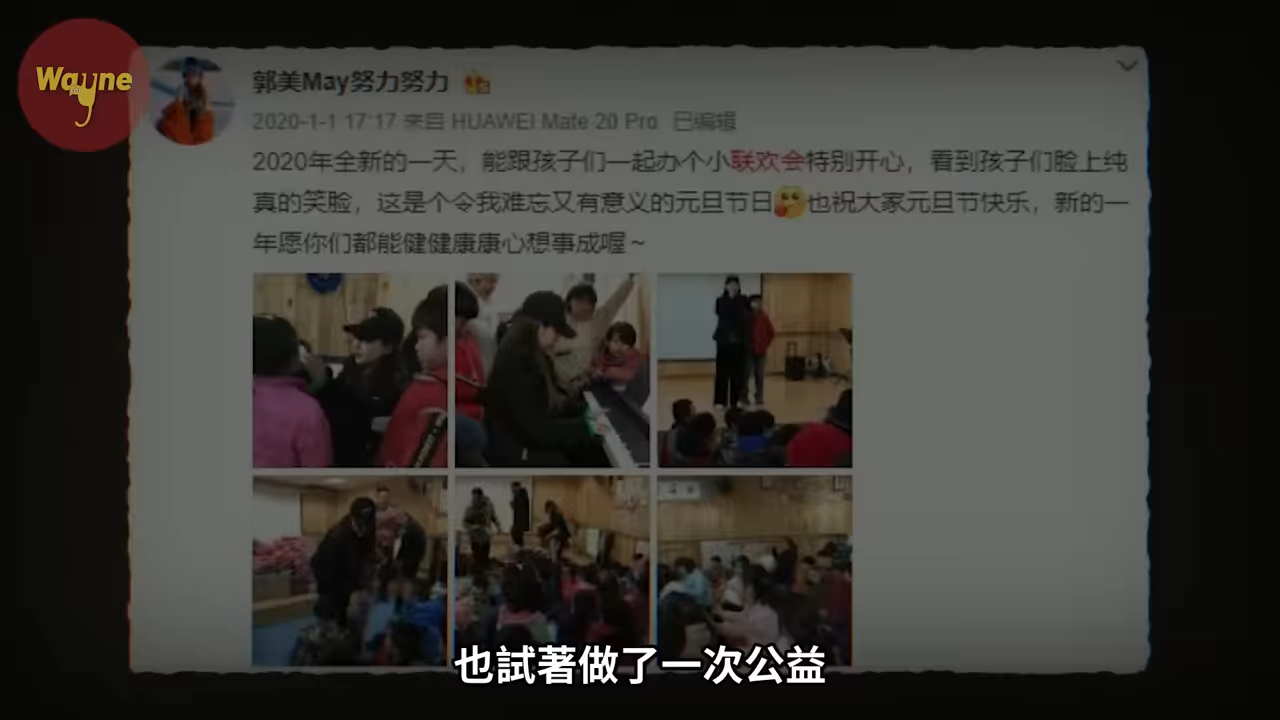 Wayne
郭美May努力努力
2020-1-1 17:17 来自 HUAWEI Mate 20 Pro 已编辑
2020年全新的一天，能跟孩子们一起办个小联欢会特别开心，看到孩子们脸上纯
真的笑脸，这是个令我难忘又有意义的元旦节日也祝大家元旦节快乐，新的一
年愿你们都能健健康康心想事成喔～
也試著做了一次公益